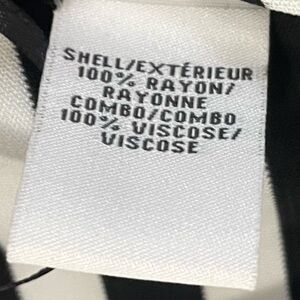 SHELL/EXTÉRIEUR
100% RAYON/
RAYONNE
COMBO/COMBO
100% VISCOSE/
VISCOSE